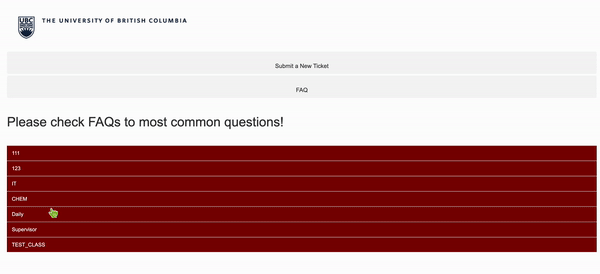 UBC
THE UNIVERSITY OF BRITISH COLUMBIA
Submit a New Ticket
FAQ
Please check FAQs to most common questions!
111
123
IT
CHEM
Daily
Supervisor
TEST_CLASS